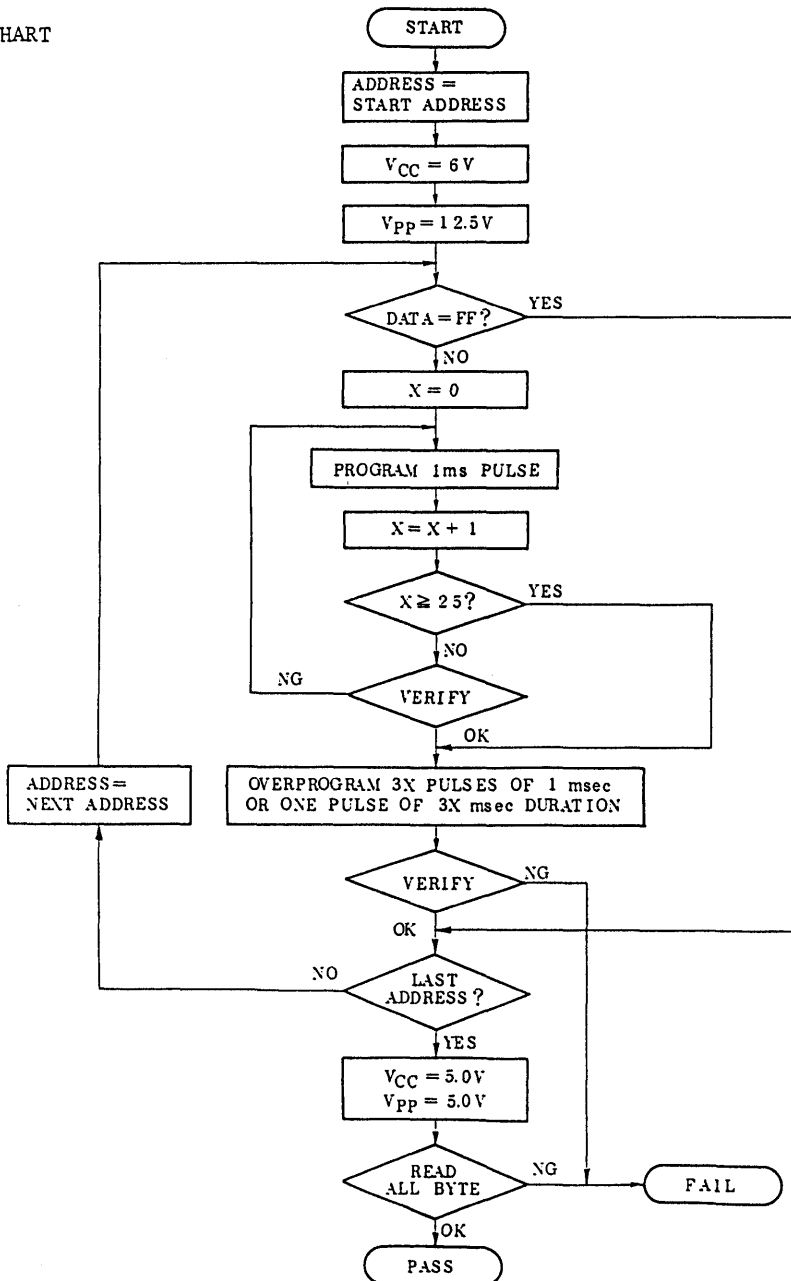 HART
START
ADDRESS =
START ADDRESS
VCC = 6V
VPP = 12.5V
DATA = FF?
YES
NO
X = 0
PROGRAM 1ms PULSE
X = X + 1
X ≧ 25?
YES
NO
NG
VERIFY
OK
ADDRESS =
NEXT ADDRESS
OVERPROGRAM 3X PULSES OF 1 msec
OR ONE PULSE OF 3X msec DURATION
VERIFY
NG
OK
NO
LAST
ADDRESS?
YES
VCC = 5.0V
VPP = 5.0V
READ
ALL BYTE
NG
FAIL
OK
PASS